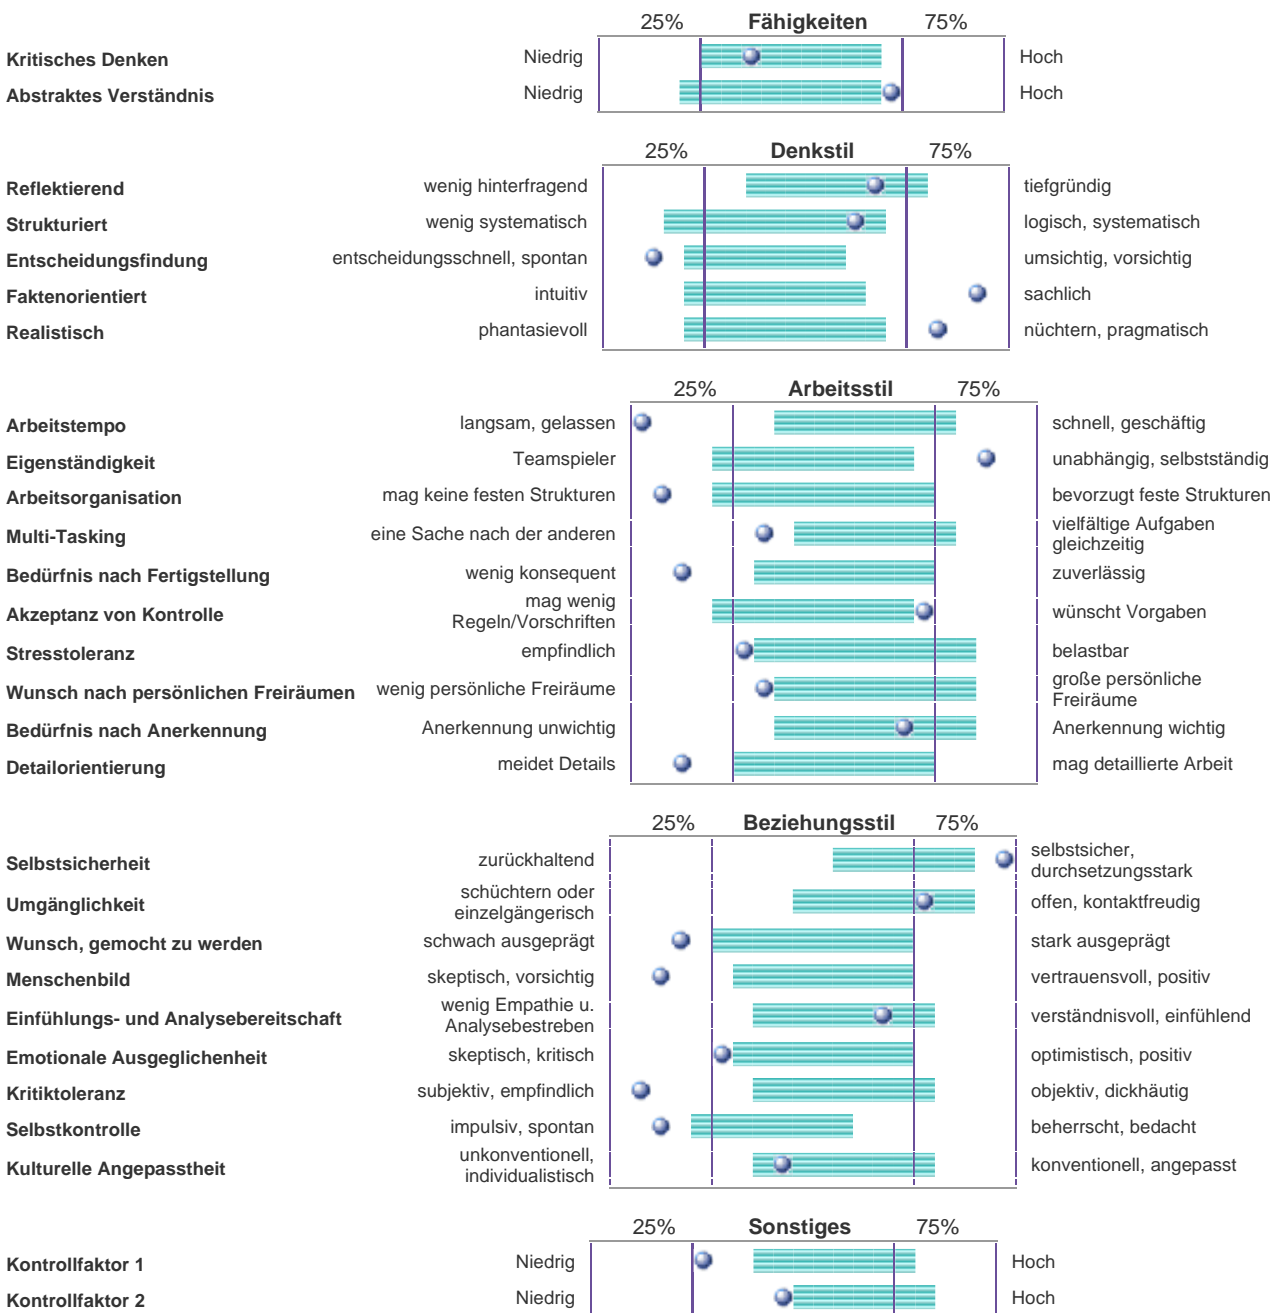 25% Fähigkeiten 75%
Kritisches Denken Niedrig Hoch
Abstraktes Verständnis Niedrig Hoch
25% Denkstil 75%
Reflektierend wenig hinterfragend tiefgründig
Strukturiert wenig systematisch logisch, systematisch
Entscheidungsfindung entscheidungsschnell, spontan umsichtig, vorsichtig
Faktenorientiert intuitiv sachlich
Realistisch phantasievoll nüchtern, pragmatisch
25% Arbeitsstil 75%
Arbeitstempo langsam, gelassen schnell, geschäftig
Eigenständigkeit Teamspieler unabhängig, selbstständig
Arbeitsorganisation mag keine festen Strukturen bevorzugt feste Strukturen
Multi-Tasking eine Sache nach der anderen vielfältige Aufgaben
gleichzeitig
Bedürfnis nach Fertigstellung wenig konsequent zuverlässig
Akzeptanz von Kontrolle mag wenig
Regeln/Vorschriften wünscht Vorgaben
Stresstoleranz empfindlich belastbar
Wunsch nach persönlichen Freiräumen wenig persönliche Freiräume große persönliche
Freiräume
Bedürfnis nach Anerkennung Anerkennung unwichtig Anerkennung wichtig
Detailorientierung meidet Details mag detaillierte Arbeit
25% Beziehungsstil 75%
Selbstsicherheit zurückhaltend selbstsicher,
durchsetzungsstark
Umgänglichkeit schüchtern oder
einzelgängerisch offen, kontaktfreudig
Wunsch, gemocht zu werden schwach ausgeprägt stark ausgeprägt
Menschenbild skeptisch, vorsichtig vertrauensvoll, positiv
Einfühlungs- und Analysebereitschaft wenig Empathie u.
Analysebestreben verständnisvoll, einfühlend
Emotionale Ausgeglichenheit skeptisch, kritisch optimistisch, positiv
Kritiktoleranz subjektiv, empfindlich objektiv, dickhäutig
Selbstkontrolle impulsiv, spontan beherrscht, bedacht
Kulturelle Angepasstheit unkonventionell,
individualistisch konventionell, angepasst
25% Sonstiges 75%
Kontrollfaktor 1 Niedrig Hoch
Kontrollfaktor 2 Niedrig Hoch